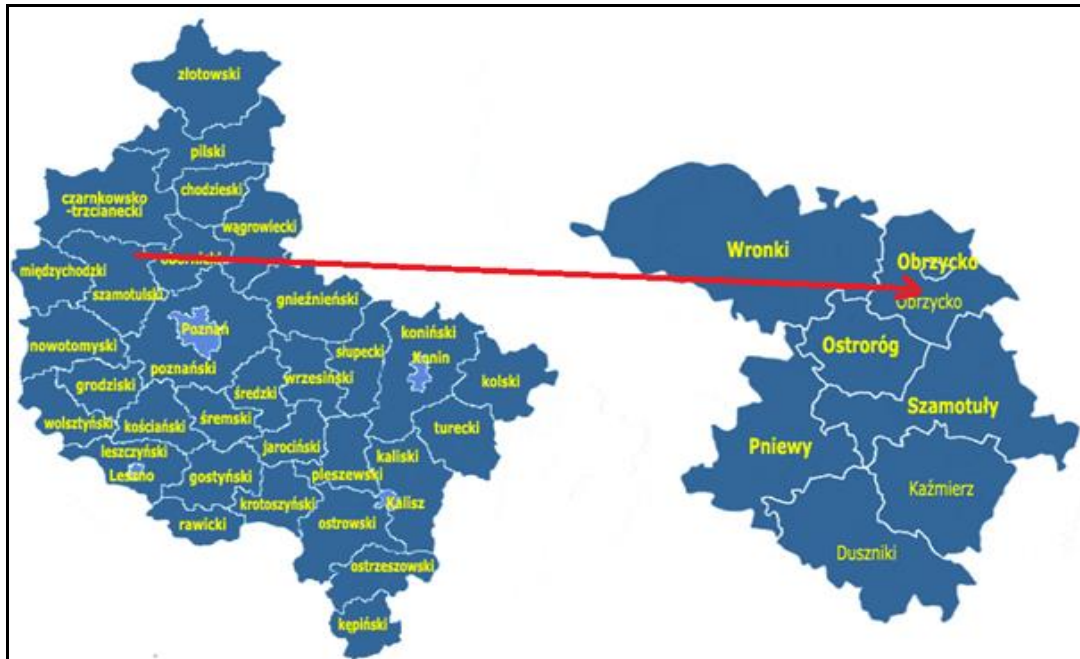 złotowski
pilski
chodzieski
czarnkowsko
-trzcianecki
wągrowiecki
obornicki
międzychodzki
szamotulski
gnieźnieński
Poznań
nowotomyski
poznański
koniński
Konin
słupecki
kolski
grodziski
średzki
wrzesiński
wolsztyński
kościański
śremski
turecki
jarociński
leszczyński
Leszno
gostyński
pleszewski
kaliski
krotoszyński
Kalisz
rawicki
ostrowski
ostrzeszowski
kępiński
Wronki
Obrzycko
Obrzycko
Ostroróg
Szamotuły
Pniewy
Kaźmierz
Duszniki